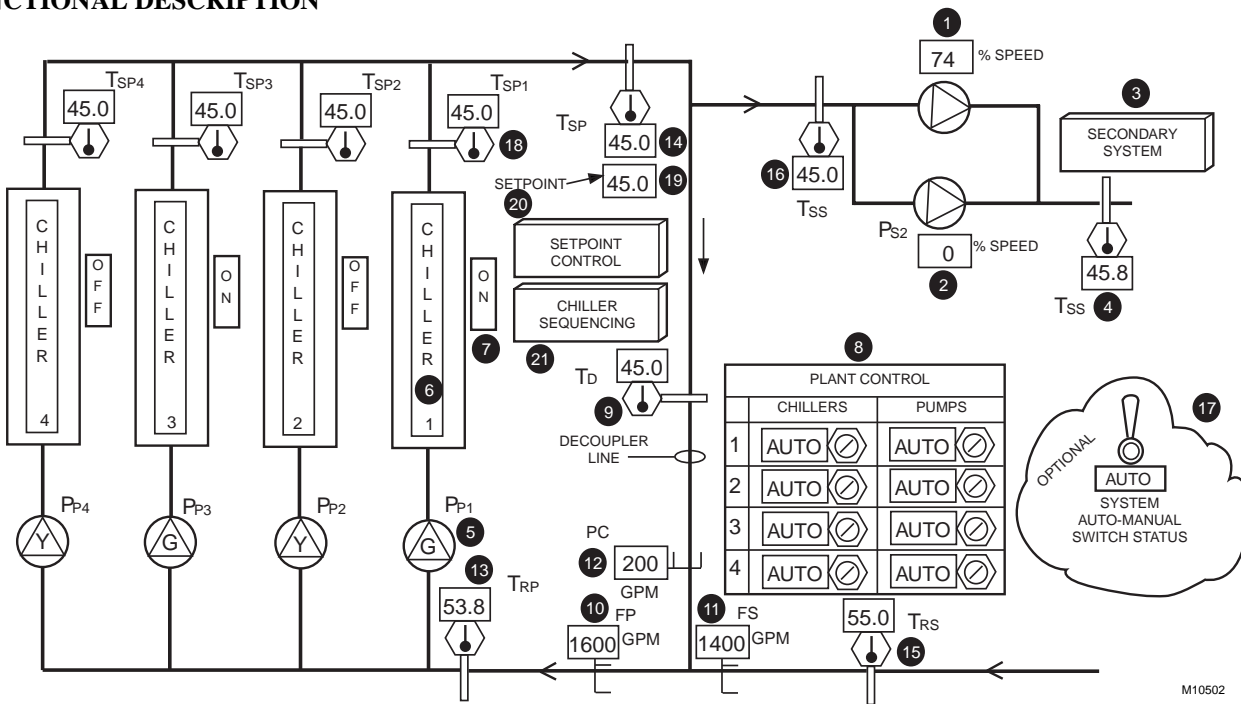 NCTIONAL DESCRIPTION
1
74 % SPEED
3
SECONDARY
SYSTEM
TSP4
45.0
TSP3
45.0
TSP2
45.0
TSP1
45.0
18
TSP
45.0 14
SETPOINT 45.0 19
16 45.0
TSS
PS2
0 % SPEED
2
45.8
TSS 4
20
SETPOINT
CONTROL
CHILLER
SEQUENCING
21
CHILLER
4
OFF
CHILLER
3
ON
CHILLER
2
OFF
CHILLER
6
1
ON
7
TD 45.0
9
DECOUPLER
LINE
8
PLANT CONTROL
CHILLERS PUMPS
1 AUTO AUTO
2 AUTO AUTO
3 AUTO AUTO
4 AUTO AUTO
17
OPTIONAL
AUTO
SYSTEM
AUTO-MANUAL
SWITCH STATUS
PP4
Y
PP3
G
PP2
Y
PP1
G 5
13
53.8
TRP
PC
12 200
GPM
10 FP
1600 GPM
11 FS
1400 GPM
55.0 TRS
15
M10502